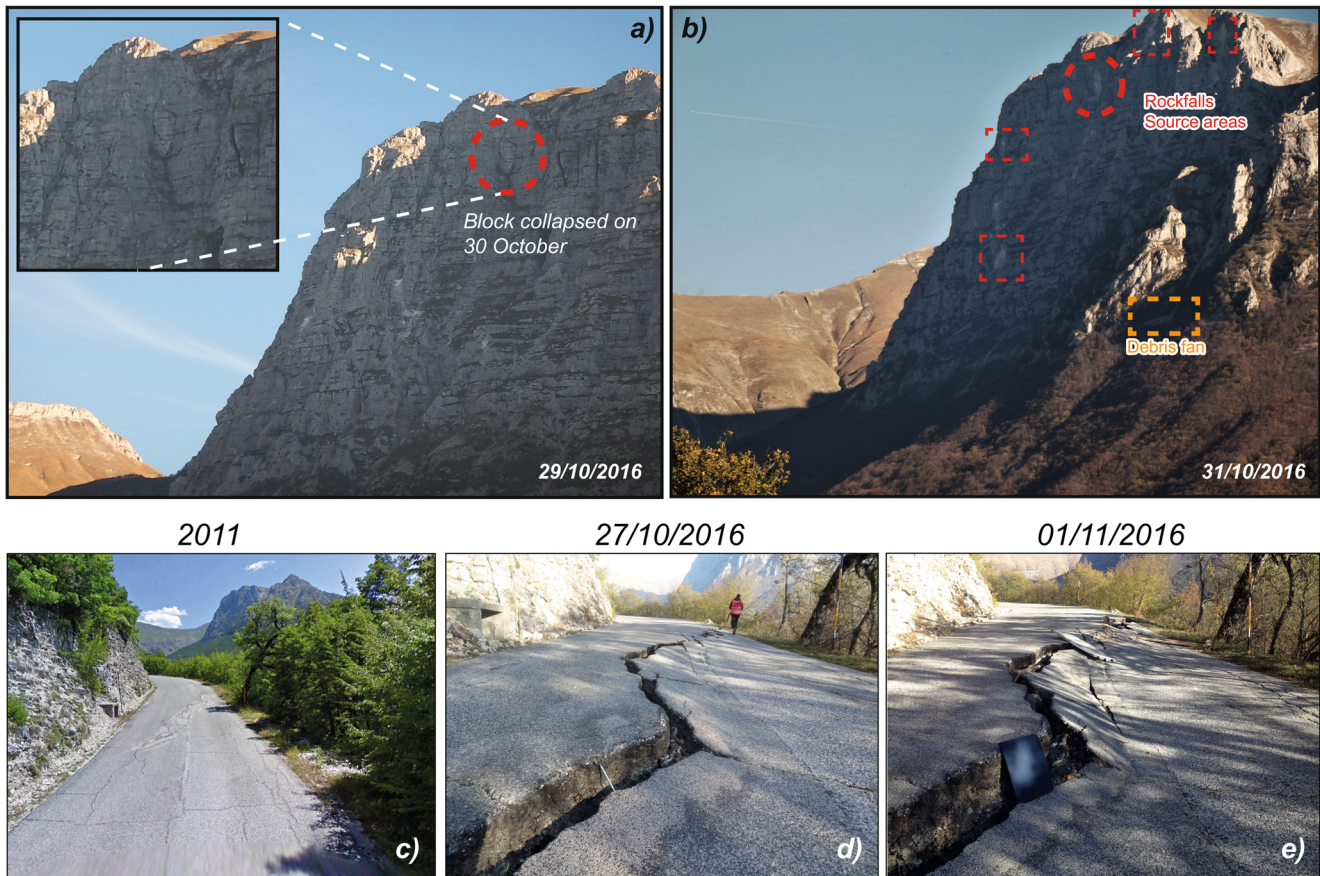 a)
Block collapsed on
30 October
29/10/2016
b)
Rockfalls
Source areas
Debris fan
31/10/2016
2011
c)
27/10/2016
d)
01/11/2016
e)